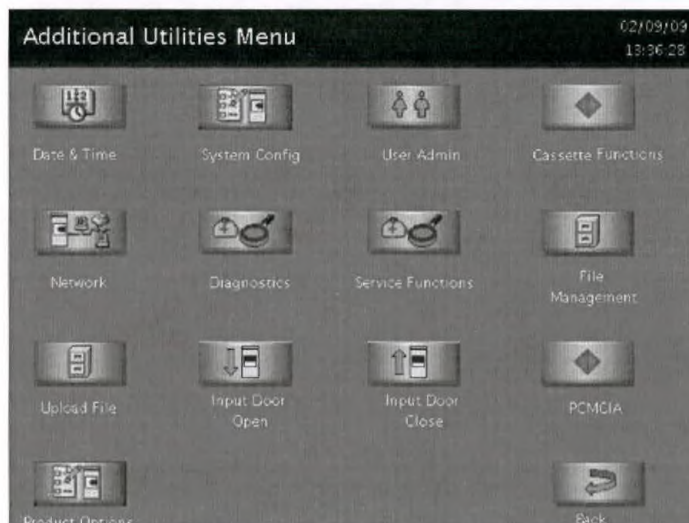 Additional Utilities Menu
02/09/09
13:36:28
Date & Time
System Config
User Admin
Cassette Functions
Network
Diagnostics
Service Functions
File
Management
Upload File
Input Door
Open
Input Door
Close
PCMCIA
Product Options
Back